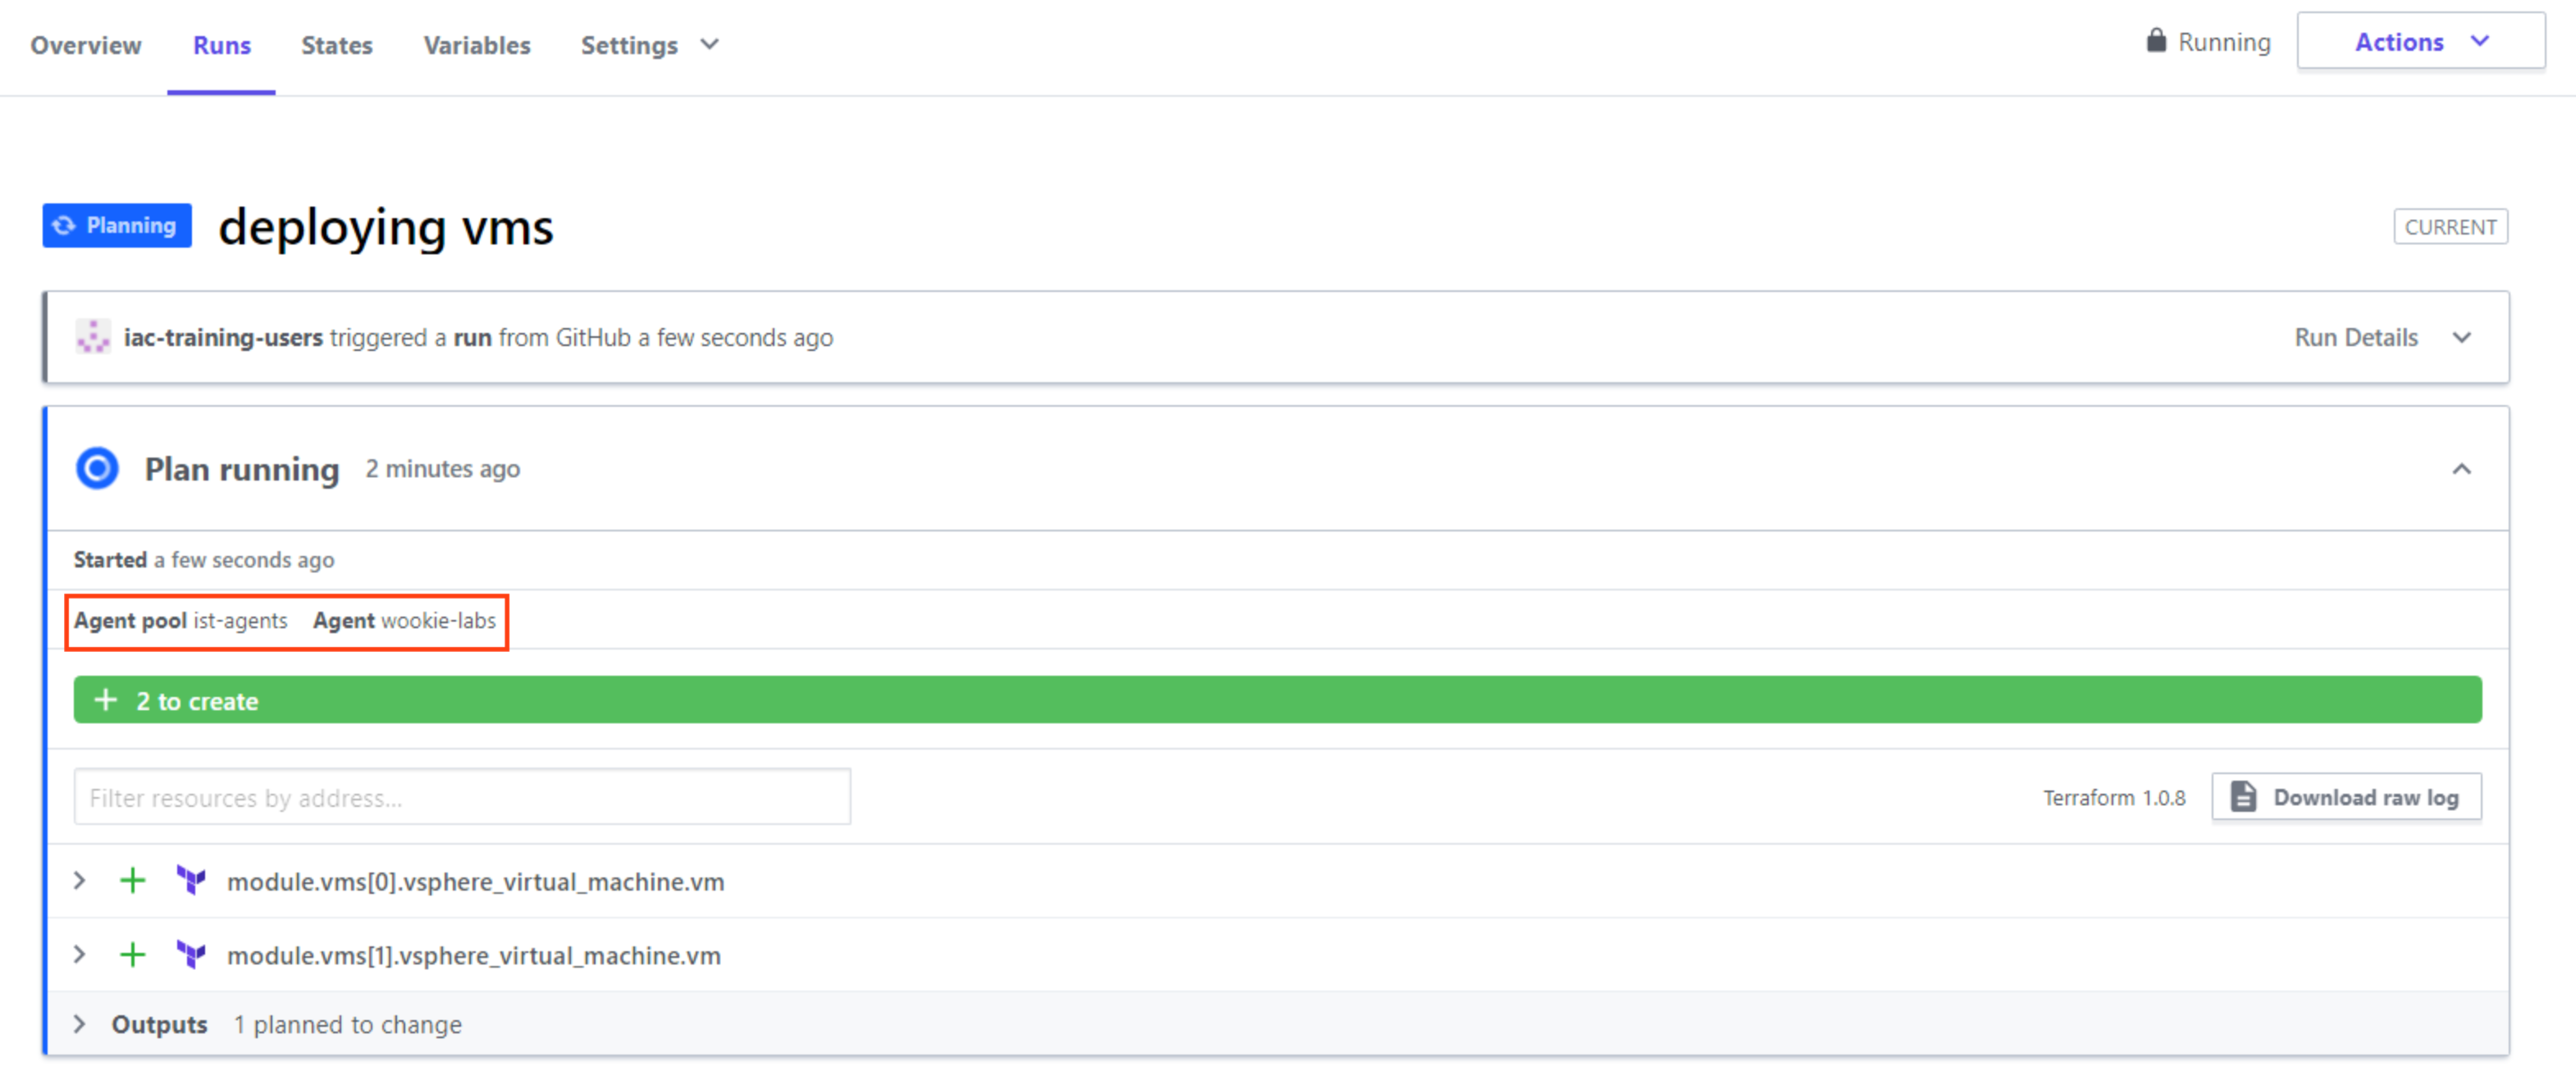 Overview Runs States Variables Settings Running Actions
Planning deploying vms CURRENT
iac-training-users triggered a run from GitHub a few seconds ago Run Details
Plan running 2 minutes ago
Started a few seconds ago
Agent pool ist-agents Agent wookie-labs
+ 2 to create
Filter resources by address... Terraform 1.0.8 Download raw log
+ module.vms[0].vsphere_virtual_machine.vm
+ module.vms[1].vsphere_virtual_machine.vm
Outputs 1 planned to change